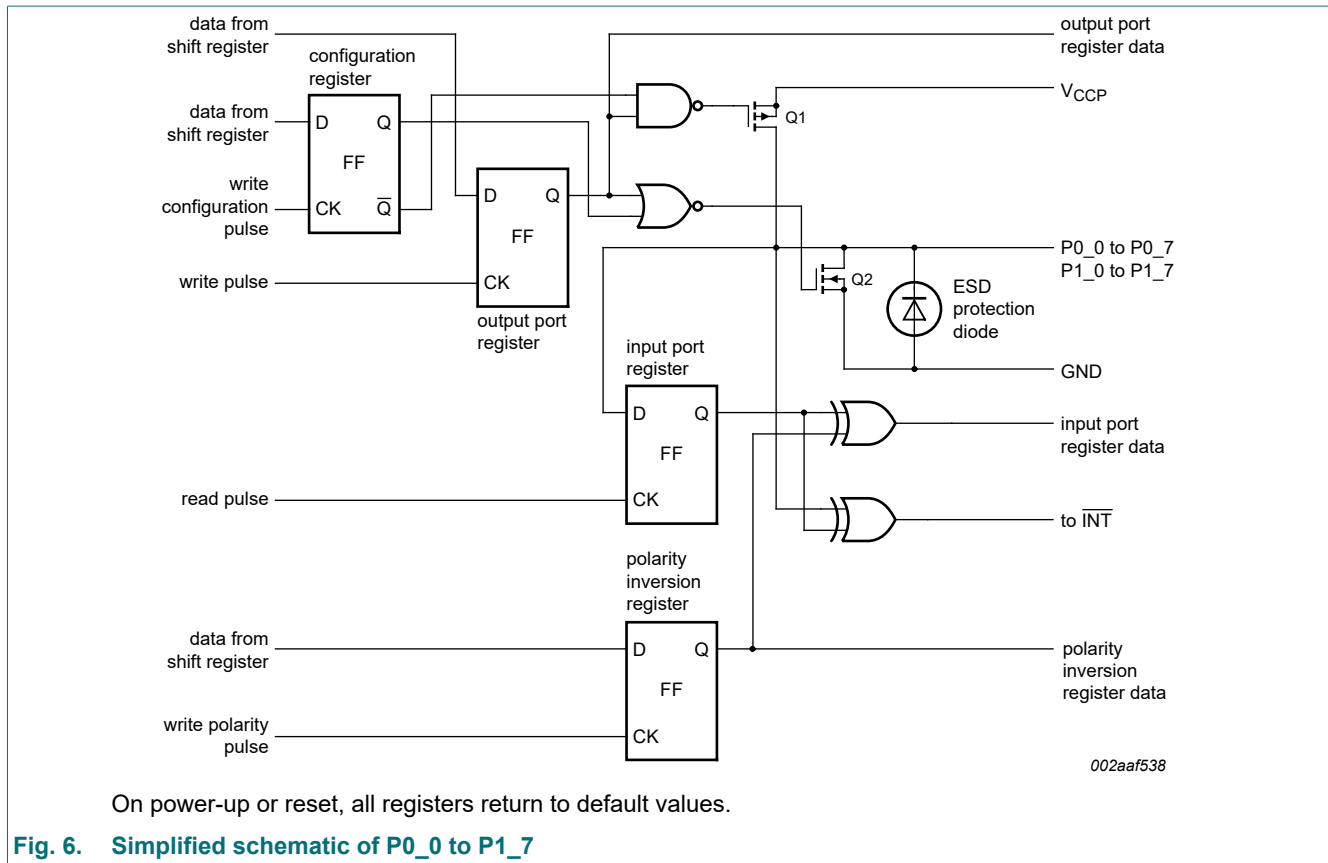 data from
shift register
output port
register data
configuration
register
V_CCP
data from
shift register
D Q
Q1
FF
write
configuration
pulse
CK Q̅
D Q
FF
P0_0 to P0_7
P1_0 to P1_7
write pulse
CK
Q2
ESD
protection
diode
output port
register
input port
register
GND
D Q
input port
register data
FF
read pulse
CK
to I̅N̅T̅
polarity
inversion
register
data from
shift register
D Q
polarity
inversion
register data
FF
write polarity
pulse
CK
002aaf538
On power-up or reset, all registers return to default values.
Fig. 6. Simplified schematic of P0_0 to P1_7